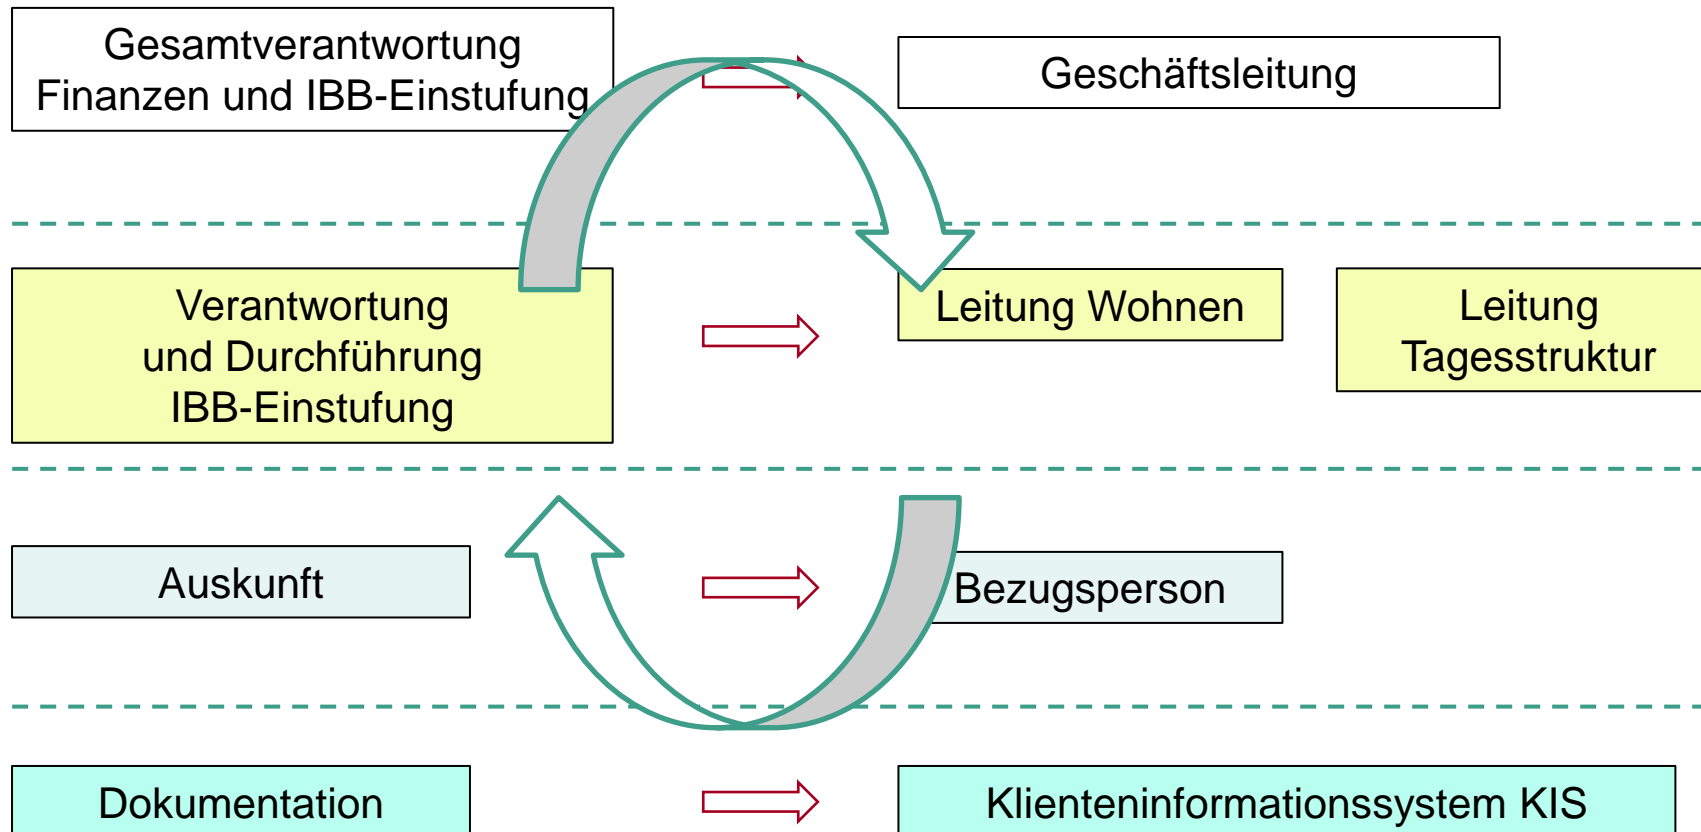 Gesamtverantwortung
Finanzen und IBB-Einstufung
Geschäftsleitung
Verantwortung
und Durchführung
IBB-Einstufung
Leitung Wohnen
Leitung
Tagesstruktur
Auskunft
Bezugsperson
Dokumentation
Klienteninformationssystem KIS